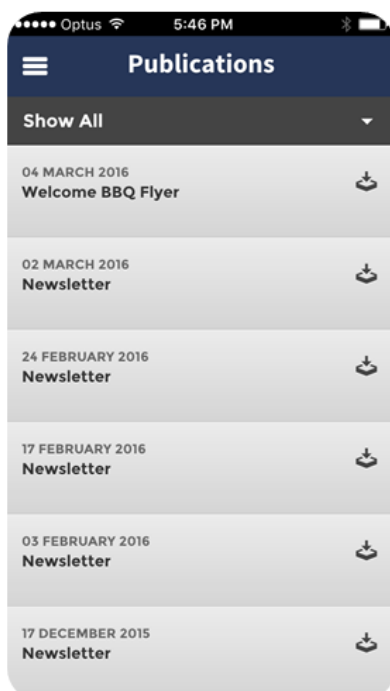 Optus 5:46 PM
Publications
Show All
04 MARCH 2016
Welcome BBQ Flyer
02 MARCH 2016
Newsletter
24 FEBRUARY 2016
Newsletter
17 FEBRUARY 2016
Newsletter
03 FEBRUARY 2016
Newsletter
17 DECEMBER 2015
Newsletter